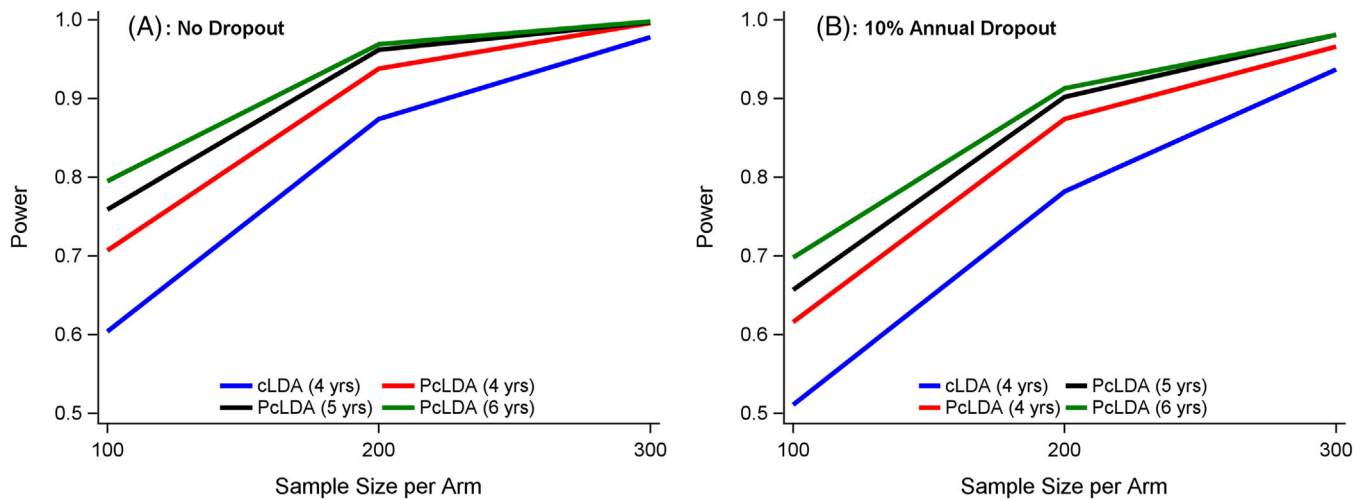 (A): No Dropout
1.0
0.9
0.8
0.7
0.6
0.5
Power
cLDA (4 yrs) PcLDA (4 yrs)
PcLDA (5 yrs) PcLDA (6 yrs)
100 200 300
Sample Size per Arm
(B): 10% Annual Dropout
1.0
0.9
0.8
0.7
0.6
0.5
Power
cLDA (4 yrs) PcLDA (5 yrs)
PcLDA (4 yrs) PcLDA (6 yrs)
100 200 300
Sample Size per Arm